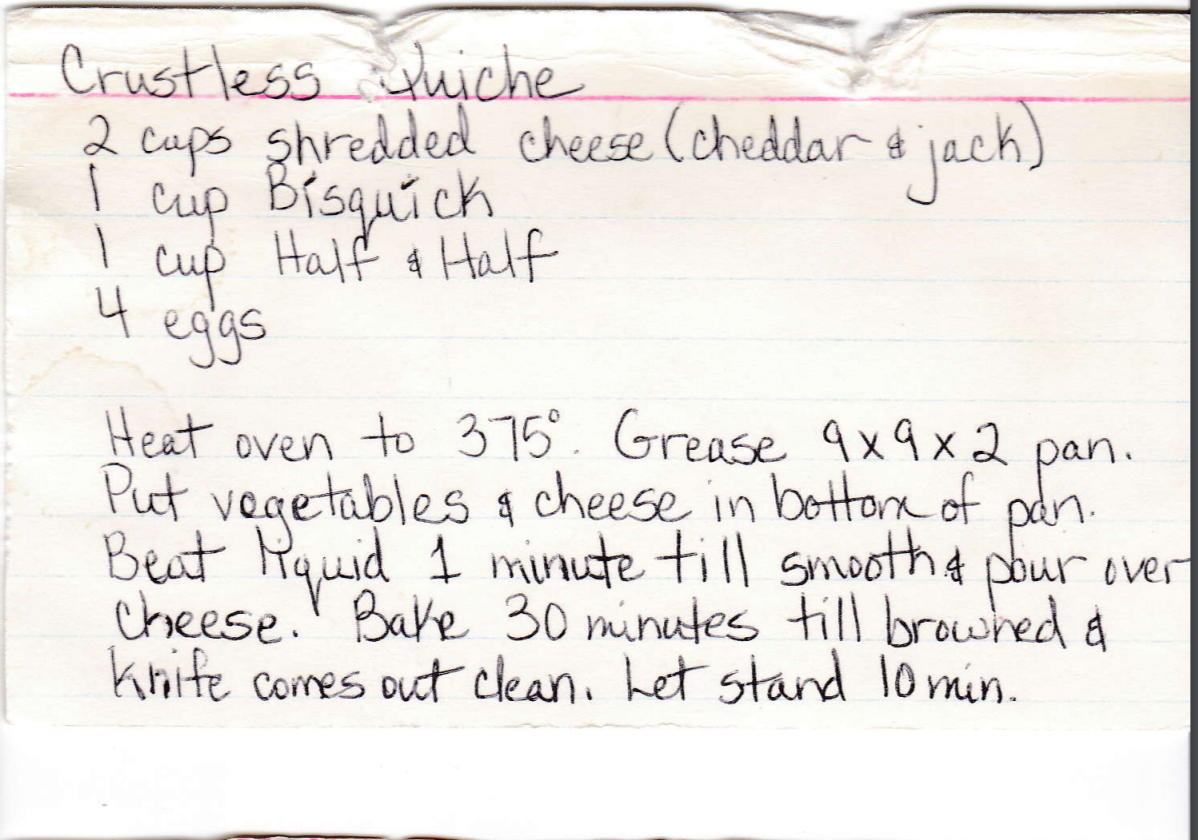 Crustless Quiche
2 cups shredded cheese (cheddar & jack)
1 cup Bisquick
1 cup Half & Half
4 eggs
Heat oven to 375°. Grease 9x9x2 pan.
Put vegetables & cheese in bottom of pan.
Beat liquid 1 minute till smooth & pour over
cheese. Bake 30 minutes till browned &
knife comes out clean. Let stand 10 min.